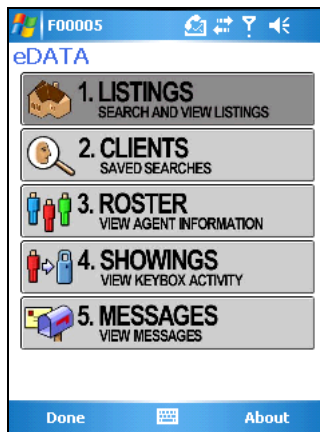 F00005
eDATA
1. LISTINGS
SEARCH AND VIEW LISTINGS
2. CLIENTS
SAVED SEARCHES
3. ROSTER
VIEW AGENT INFORMATION
4. SHOWINGS
VIEW KEYBOX ACTIVITY
5. MESSAGES
VIEW MESSAGES
Done About